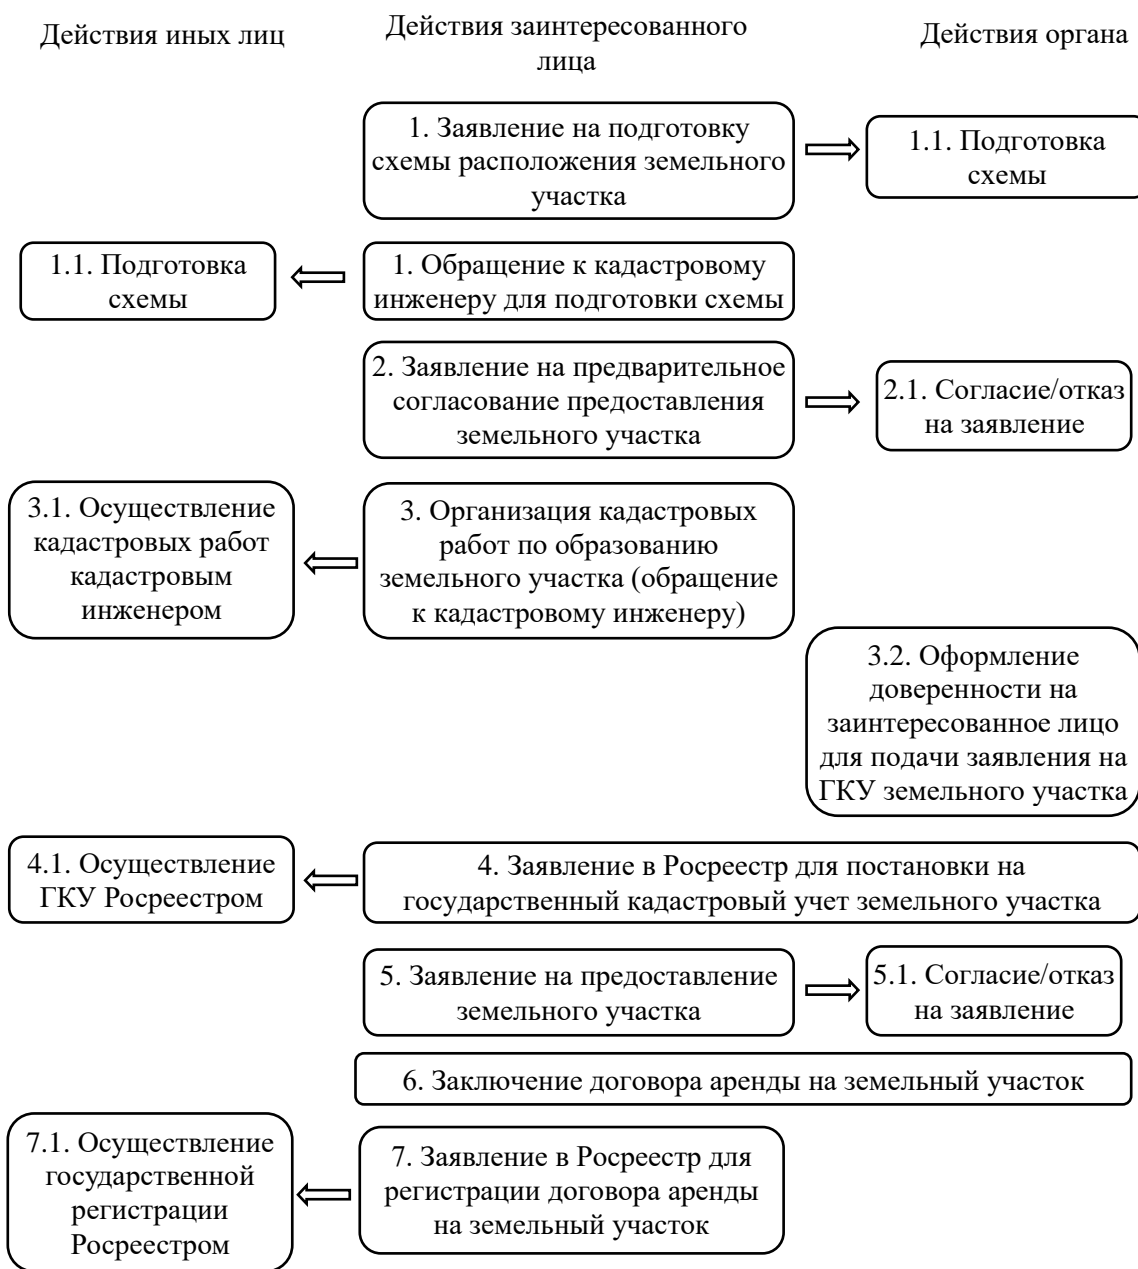 Действия иных лиц
Действия заинтересованного
лица
Действия органа
1. Заявление на подготовку
схемы расположения земельного
участка
1.1. Подготовка
схемы
1.1. Подготовка
схемы
1. Обращение к кадастровому
инженеру для подготовки схемы
2. Заявление на предварительное
согласование предоставления
земельного участка
2.1. Согласие/отказ
на заявление
3.1. Осуществление
кадастровых работ
кадастровым
инженером
3. Организация кадастровых
работ по образованию
земельного участка (обращение
к кадастровому инженеру)
3.2. Оформление
доверенности на
заинтересованное лицо
для подачи заявления на
ГКУ земельного участка
4.1. Осуществление
ГКУ Росреестром
4. Заявление в Росреестр для постановки на
государственный кадастровый учет земельного участка
5. Заявление на предоставление
земельного участка
5.1. Согласие/отказ
на заявление
6. Заключение договора аренды на земельный участок
7.1. Осуществление
государственной
регистрации
Росреестром
7. Заявление в Росреестр для
регистрации договора аренды
на земельный участок